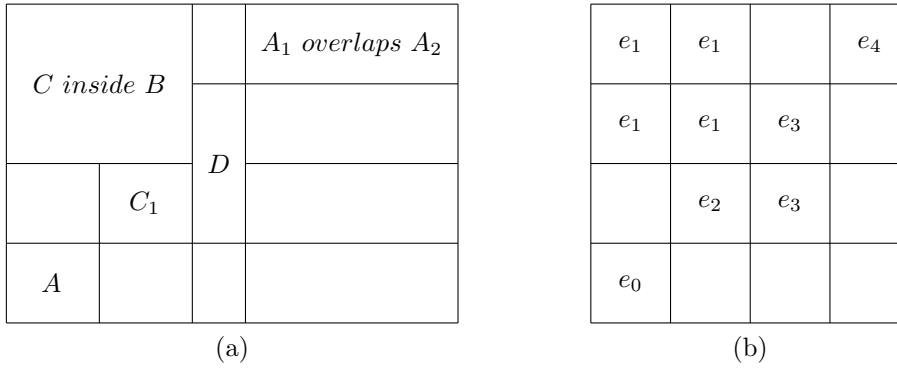 A₁ overlaps A₂
C inside B
D
C₁
A
(a)
e₁ e₁ e₄
e₁ e₁ e₃
e₂ e₃
e₀
(b)